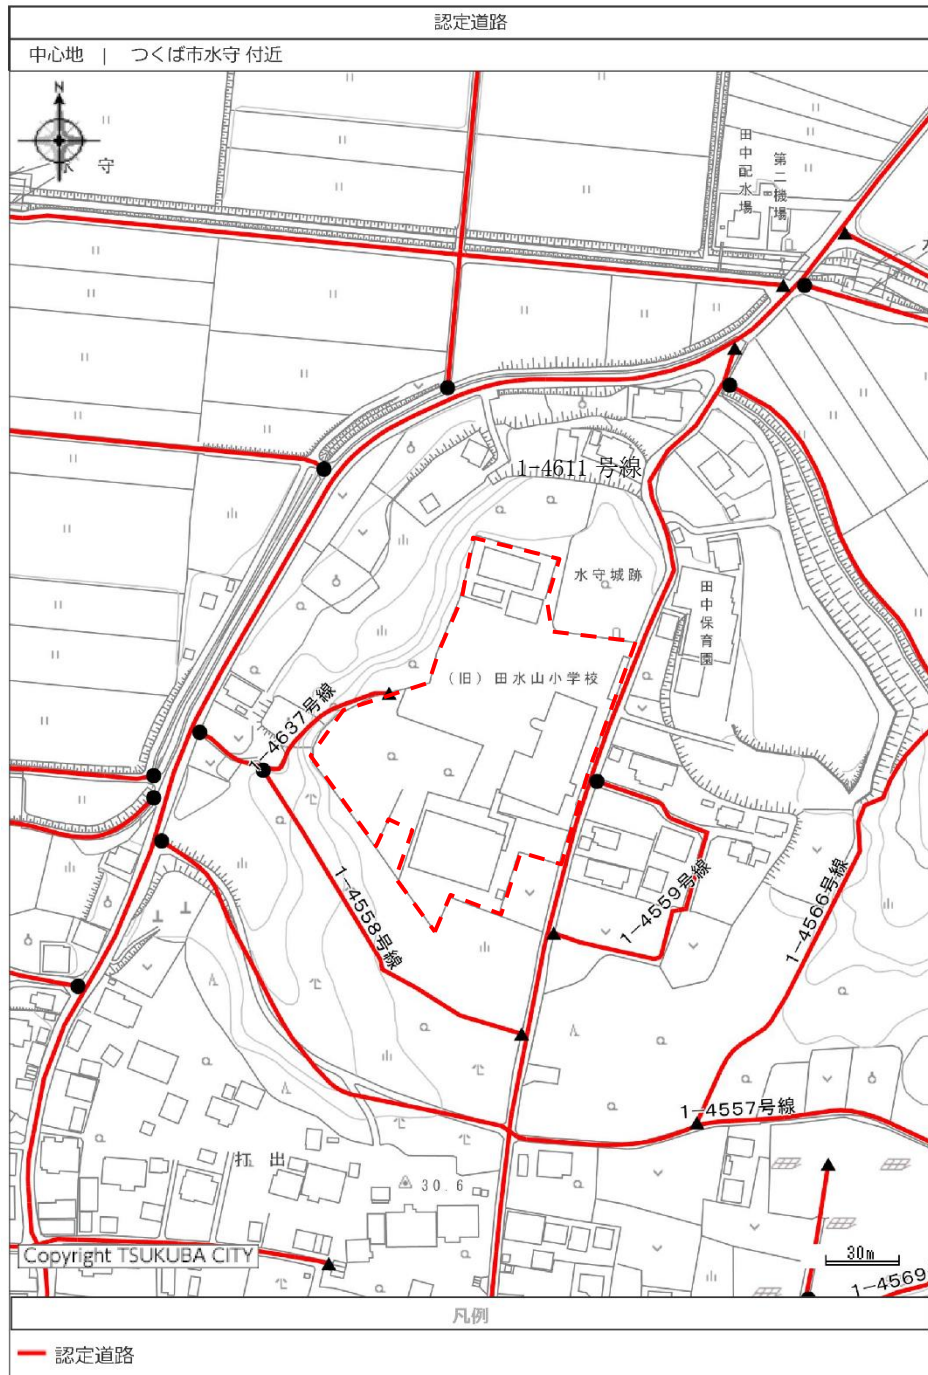 認定道路
中心地 | つくば市水守 付近
N
水 守
田中配水場
第二機場
1-4611 号線
水守城跡
田中保育園
(旧) 田水山小学校
1-4637号線
1-4558号線
1-4559号線
1-4566号線
1-4557号線
打 出
30.6
Copyright TSUKUBA CITY
30m
1-4569
凡例
認定道路